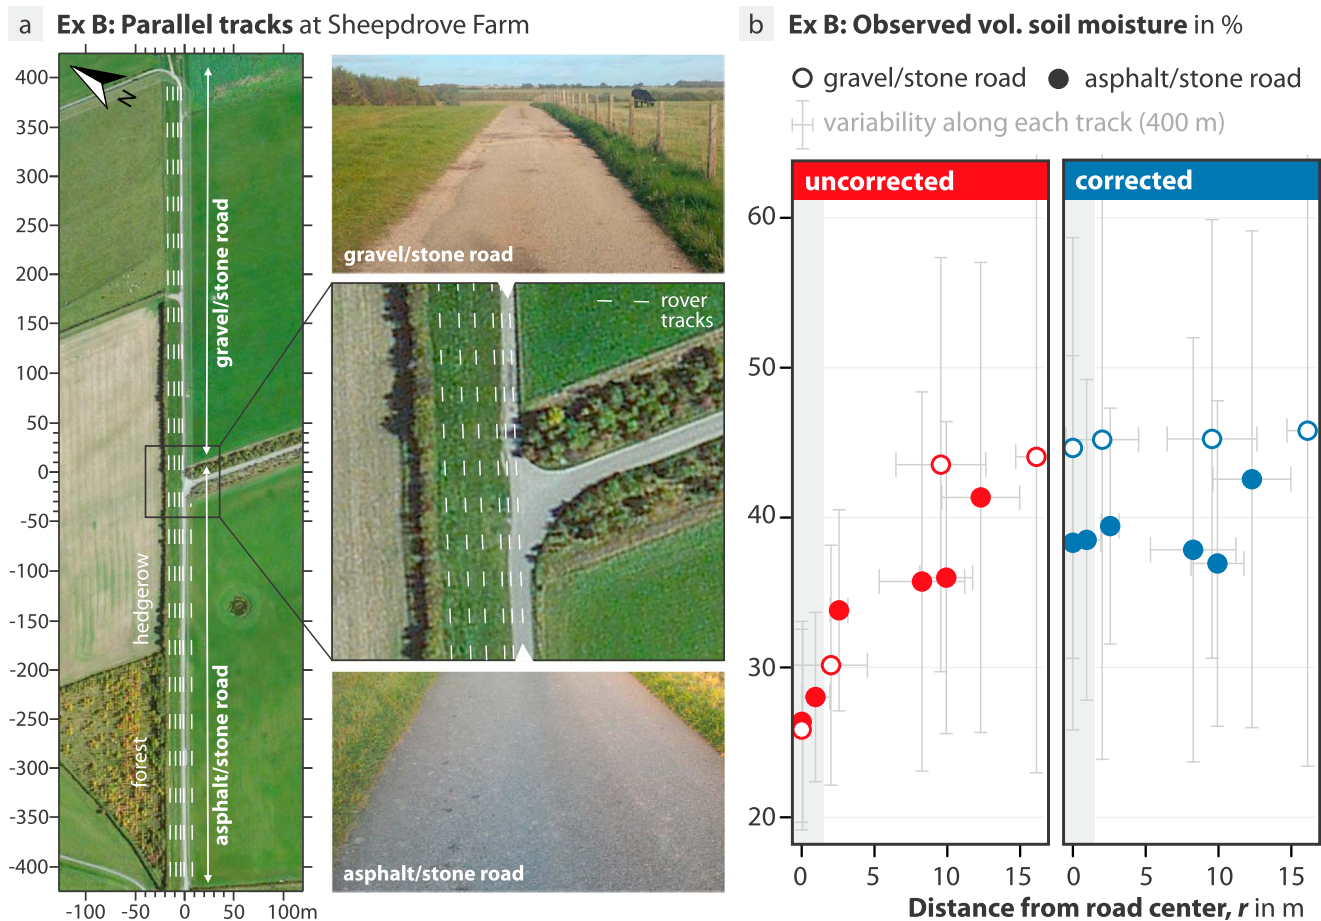 a Ex B: Parallel tracks at Sheepdrove Farm
N
400
350
300
250
200
150
100
50
0
-50
-100
-150
-200
-250
-300
-350
-400
-100 -50 0 50 100m
gravel/stone road
asphalt/stone road
hedgerow
forest
gravel/stone road
rover
tracks
asphalt/stone road
b Ex B: Observed vol. soil moisture in %
gravel/stone road asphalt/stone road
variability along each track (400 m)
uncorrected corrected
60
50
40
30
20
0 5 10 15 0 5 10 15
Distance from road center, r in m